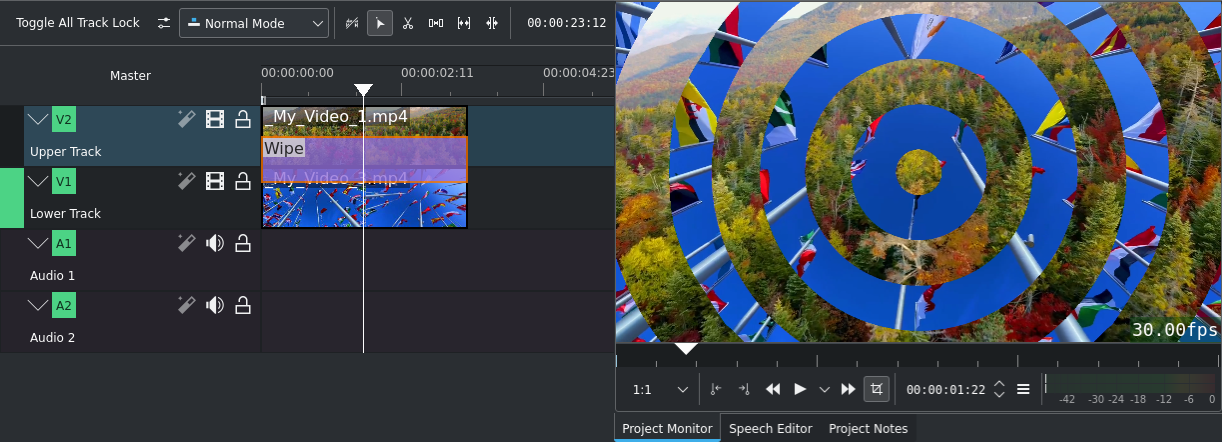 Toggle All Track Lock
Normal Mode
00:00:23:12
Master
00:00:00:00
00:00:02:11
00:00:04:23
V2
Upper Track
_My_Video_1.mp4
Wipe
V1
Lower Track
_My_Video_3.mp4
A1
Audio 1
A2
Audio 2
30.00fps
1:1
00:00:01:22
-42 -30 -24 -18 -12 -6 0
Project Monitor
Speech Editor
Project Notes